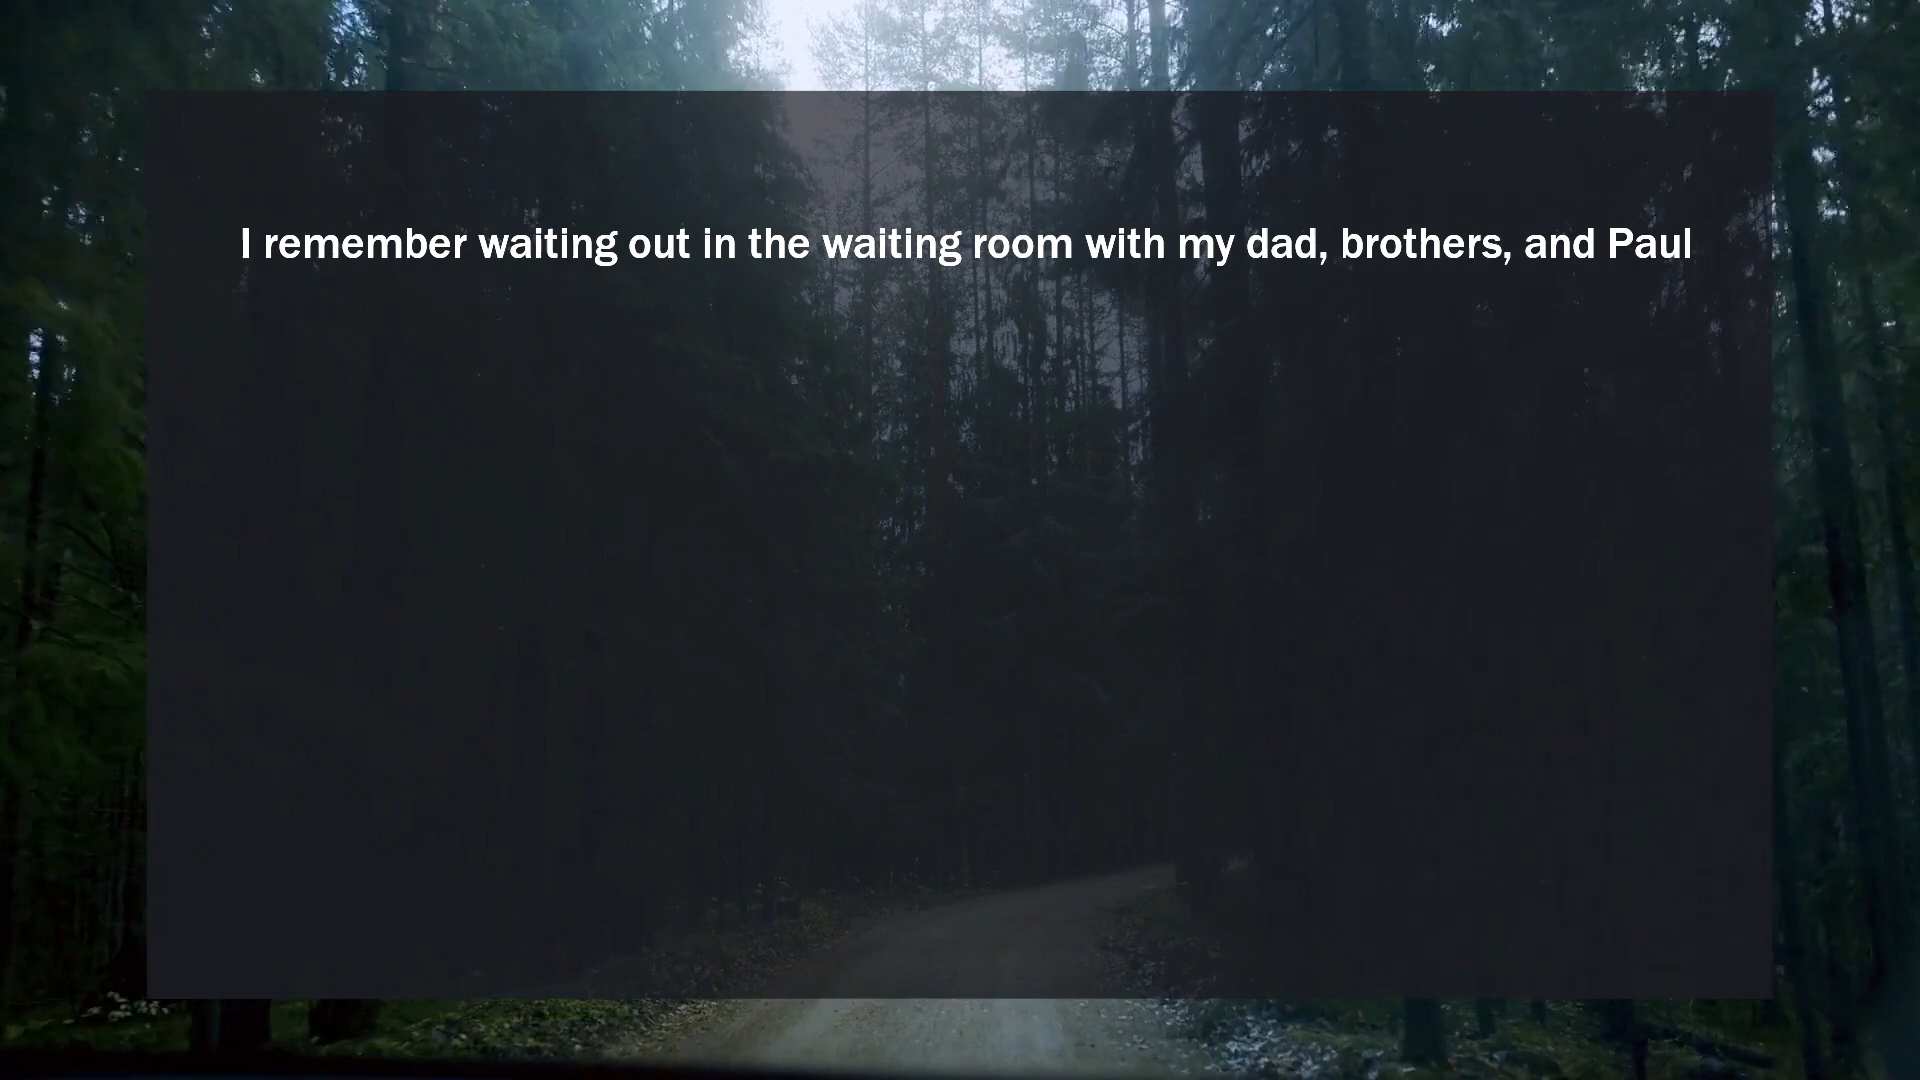 I remember waiting out in the waiting room with my dad, brothers, and Paul